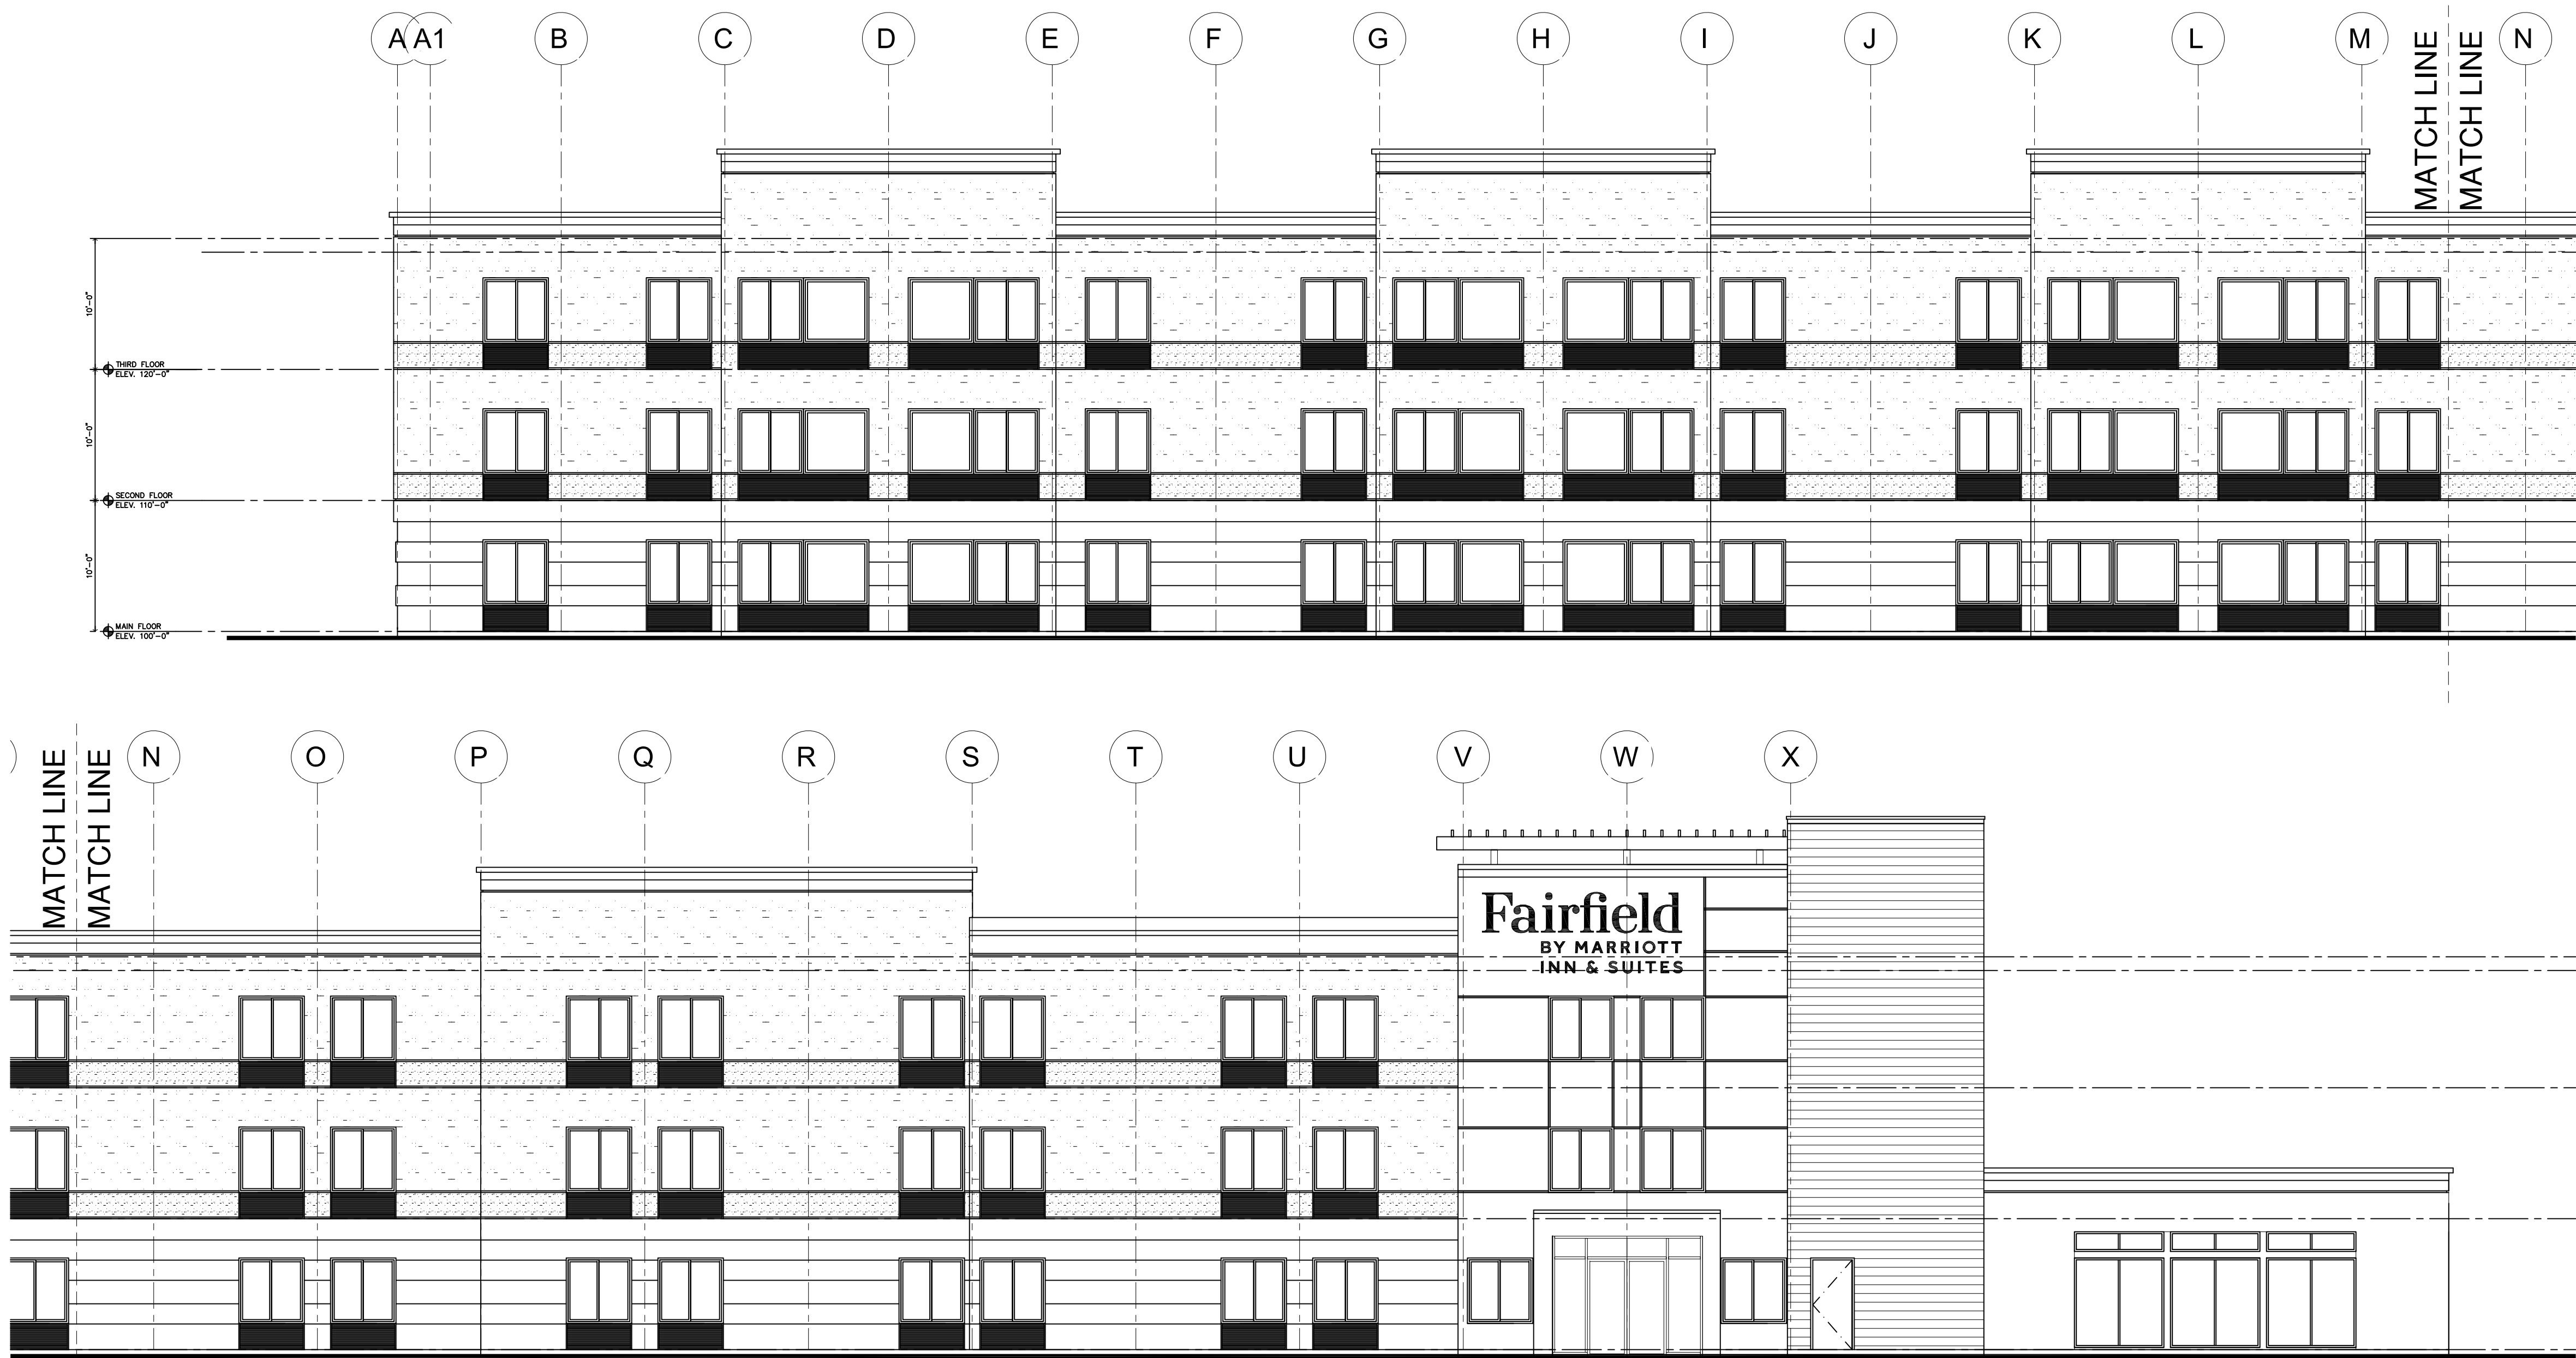 A A1 B C D E F G H I J K L M N
MATCH LINE
MATCH LINE
10'-0"
THIRD FLOOR
ELEV. 120'-0"
10'-0"
SECOND FLOOR
ELEV. 110'-0"
10'-0"
MAIN FLOOR
ELEV. 100'-0"
MATCH LINE
MATCH LINE
N O P Q R S T U V W X
Fairfield
BY MARRIOTT
INN & SUITES